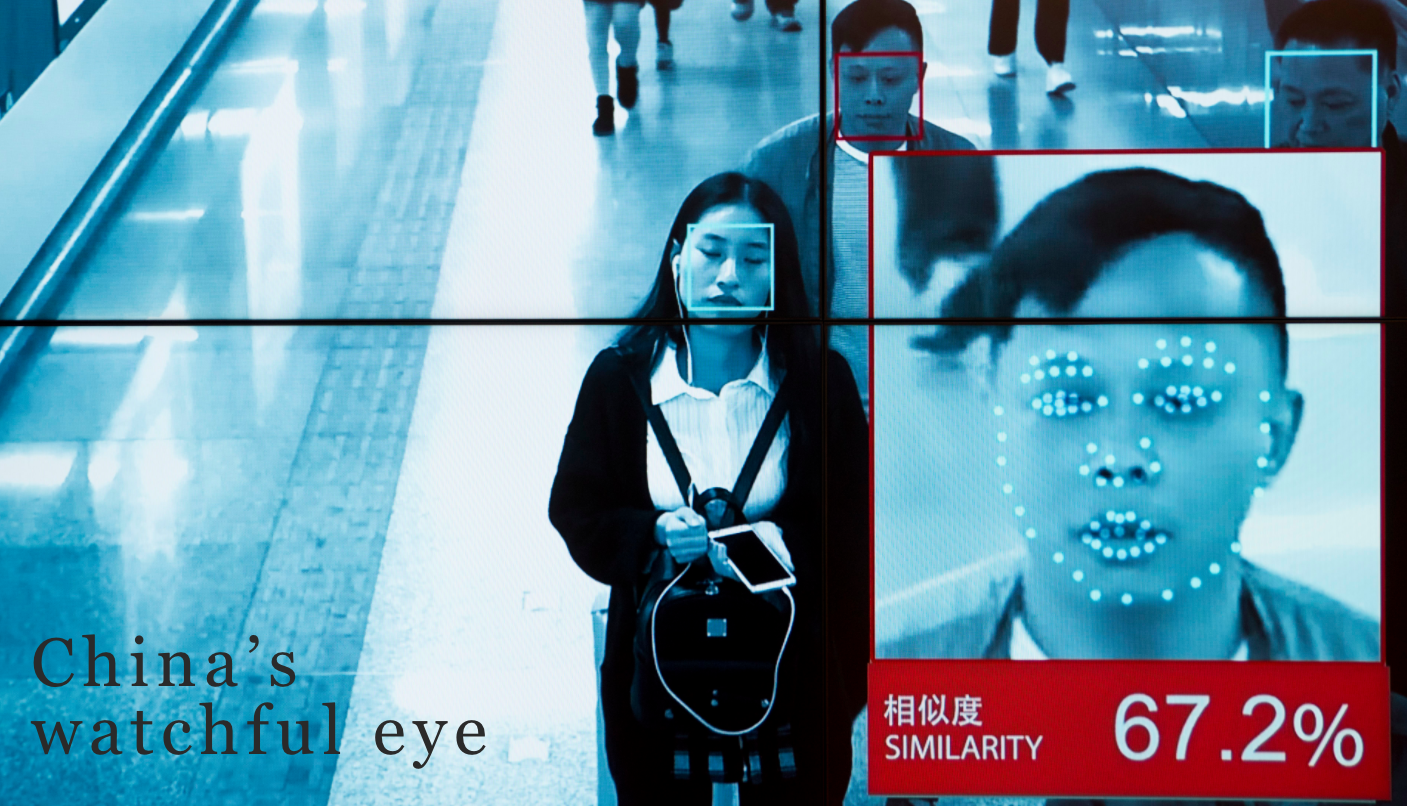 China’s
watchful eye
相似度
SIMILARITY
67.2%